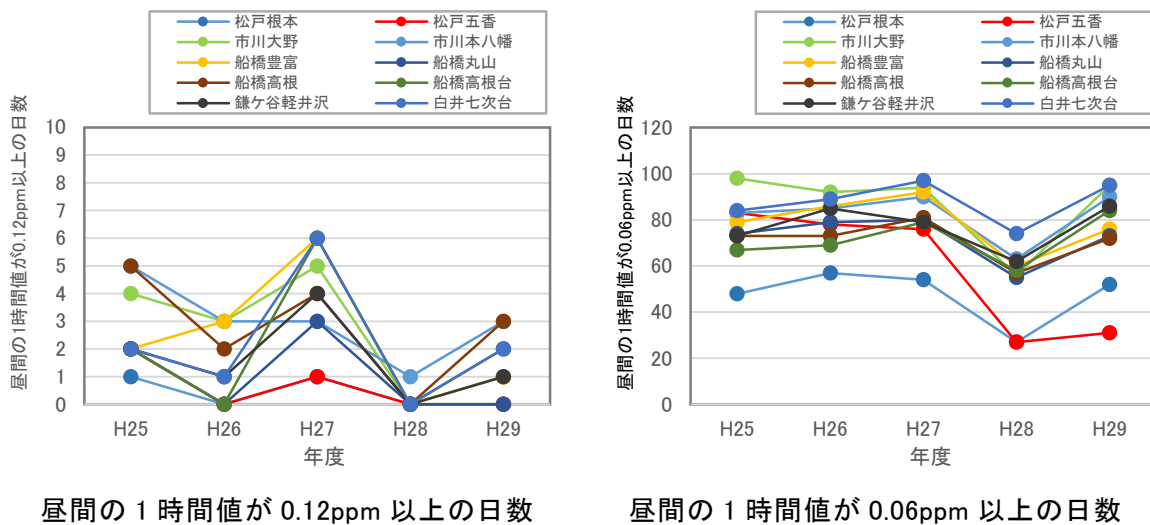 松戸根本 松戸五香
市川大野 市川本八幡
船橋豊富 船橋丸山
船橋高根 船橋高根台
鎌ケ谷軽井沢 白井七次台
昼間の1時間値が0.12ppm以上の日数
10
9
8
7
6
5
4
3
2
1
0
H25 H26 H27 H28 H29
年度
昼間の 1 時間値が 0.12ppm 以上の日数
松戸根本 松戸五香
市川大野 市川本八幡
船橋豊富 船橋丸山
船橋高根 船橋高根台
鎌ケ谷軽井沢 白井七次台
昼間の1時間値が0.06ppm以上の日数
120
100
80
60
40
20
0
H25 H26 H27 H28 H29
年度
昼間の 1 時間値が 0.06ppm 以上の日数